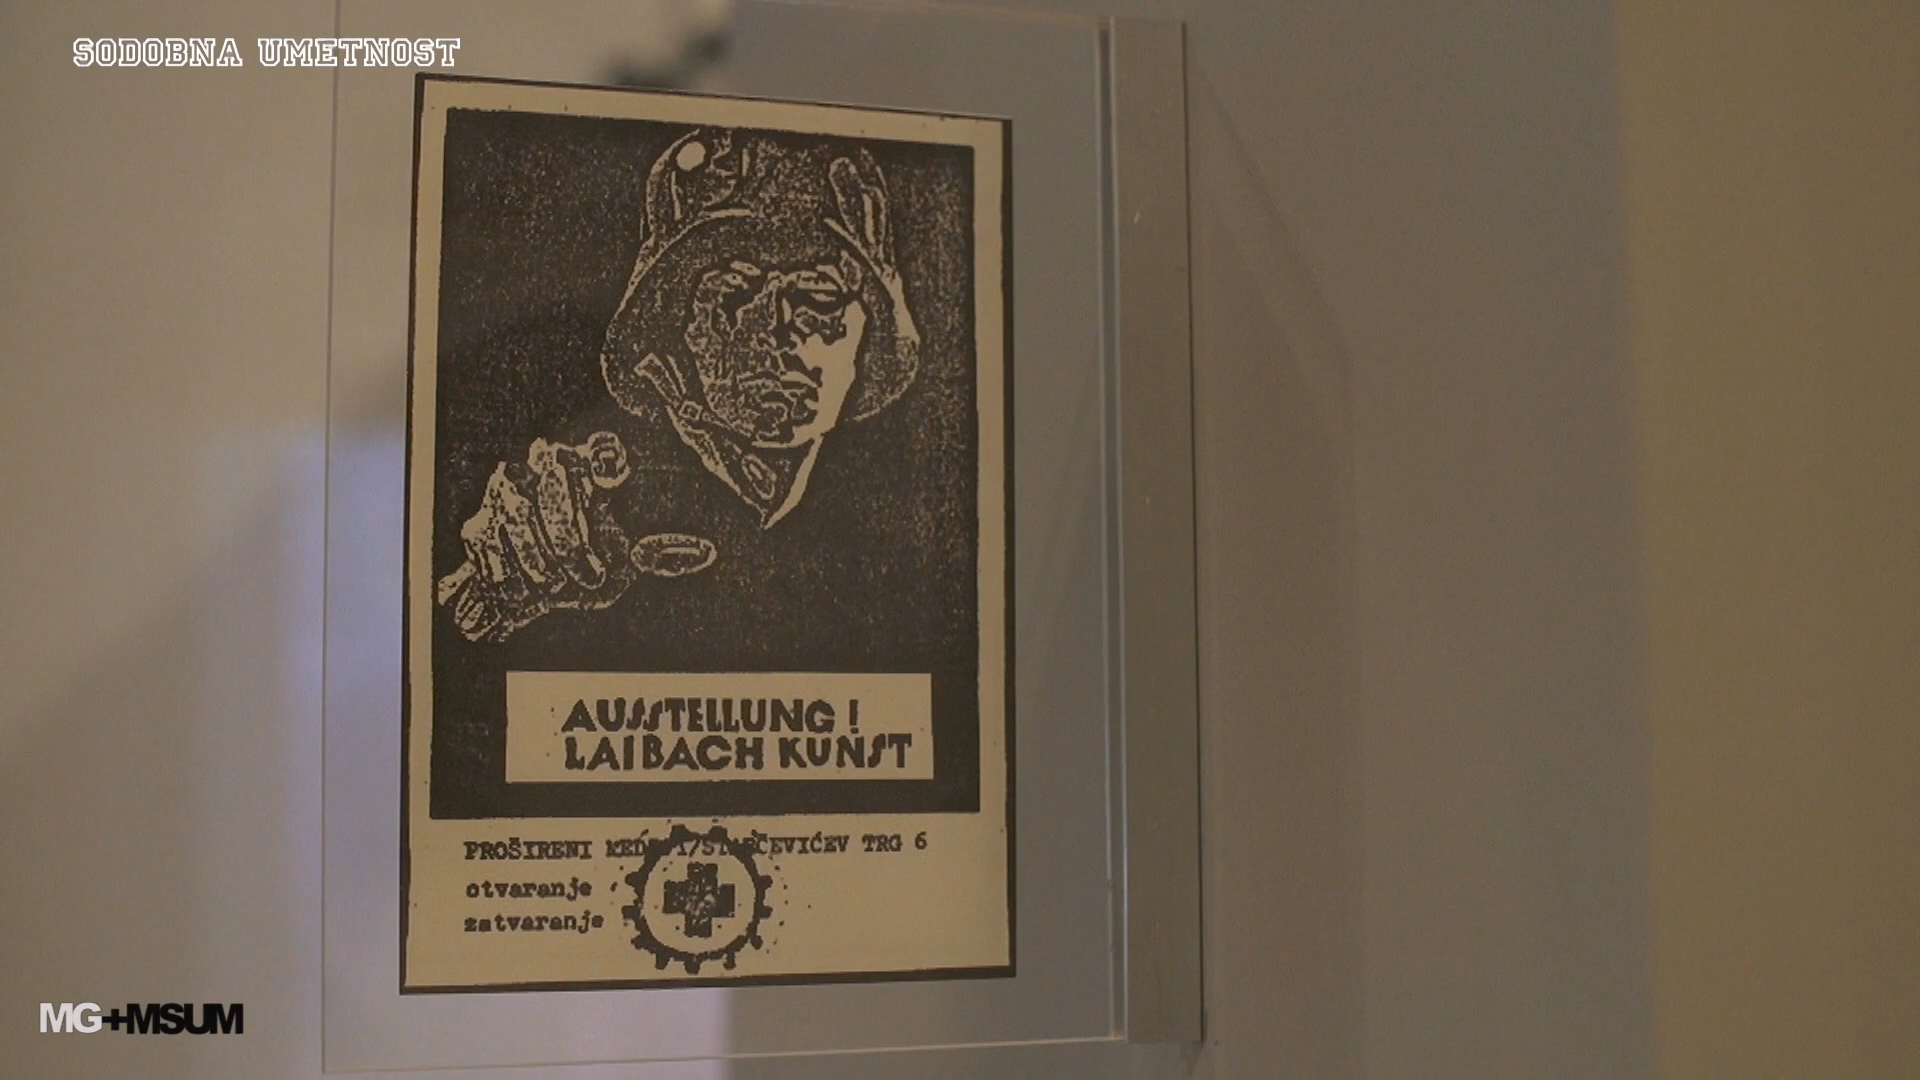 SODOBNA UMETNOST
AUSSTELLUNG!
LAIBACH KUNST
PROŠIRENI TRG 6
otvaranje
zatvaranje
MG+MSUM